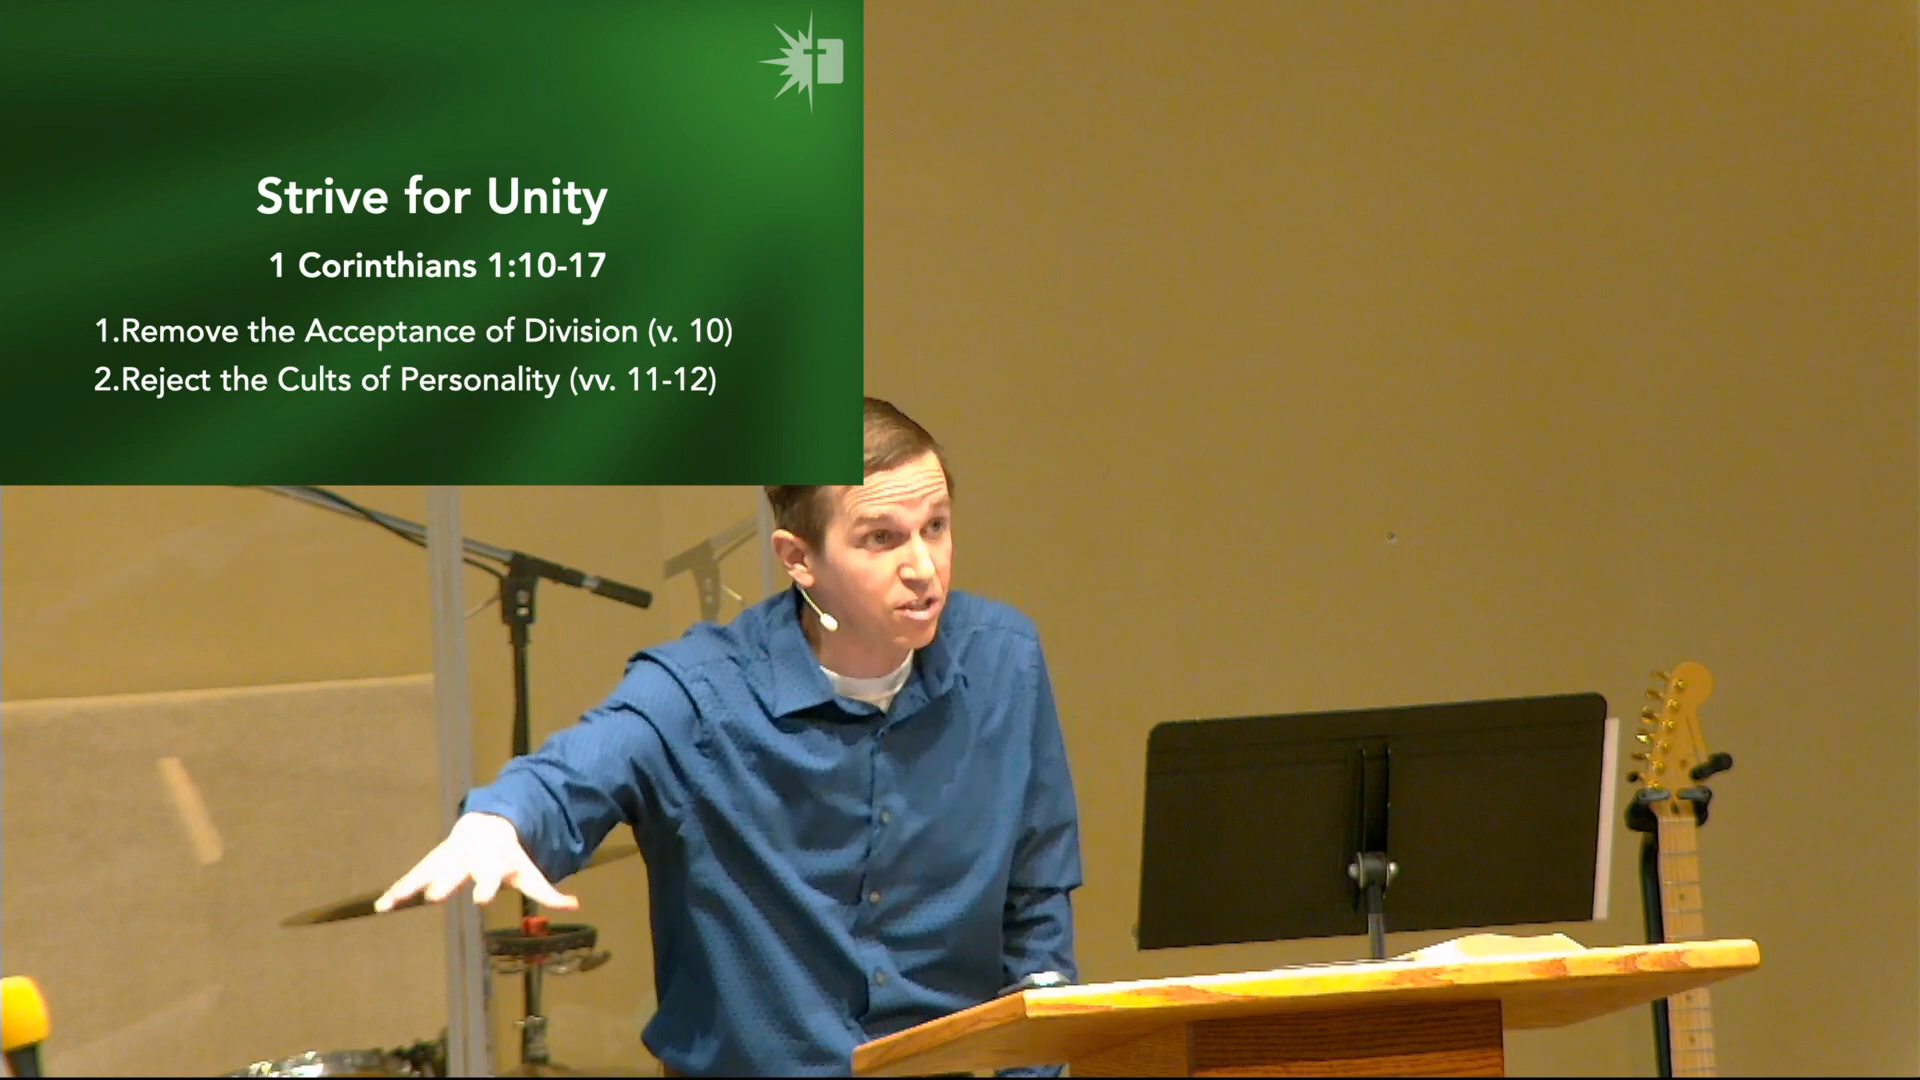 Strive for Unity
1 Corinthians 1:10-17
1.Remove the Acceptance of Division (v. 10)
2.Reject the Cults of Personality (vv. 11-12)